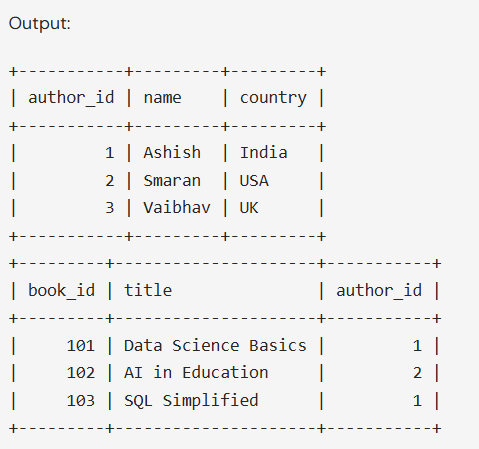 Output:
+-----------+---------+---------+
| author_id | name    | country |
+-----------+---------+---------+
|         1 | Ashish  | India   |
|         2 | Smaran  | USA     |
|         3 | Vaibhav | UK      |
+-----------+---------+---------+
+---------+---------------------+-----------+
| book_id | title               | author_id |
+---------+---------------------+-----------+
|     101 | Data Science Basics |         1 |
|     102 | AI in Education     |         2 |
|     103 | SQL Simplified      |         1 |
+---------+---------------------+-----------+